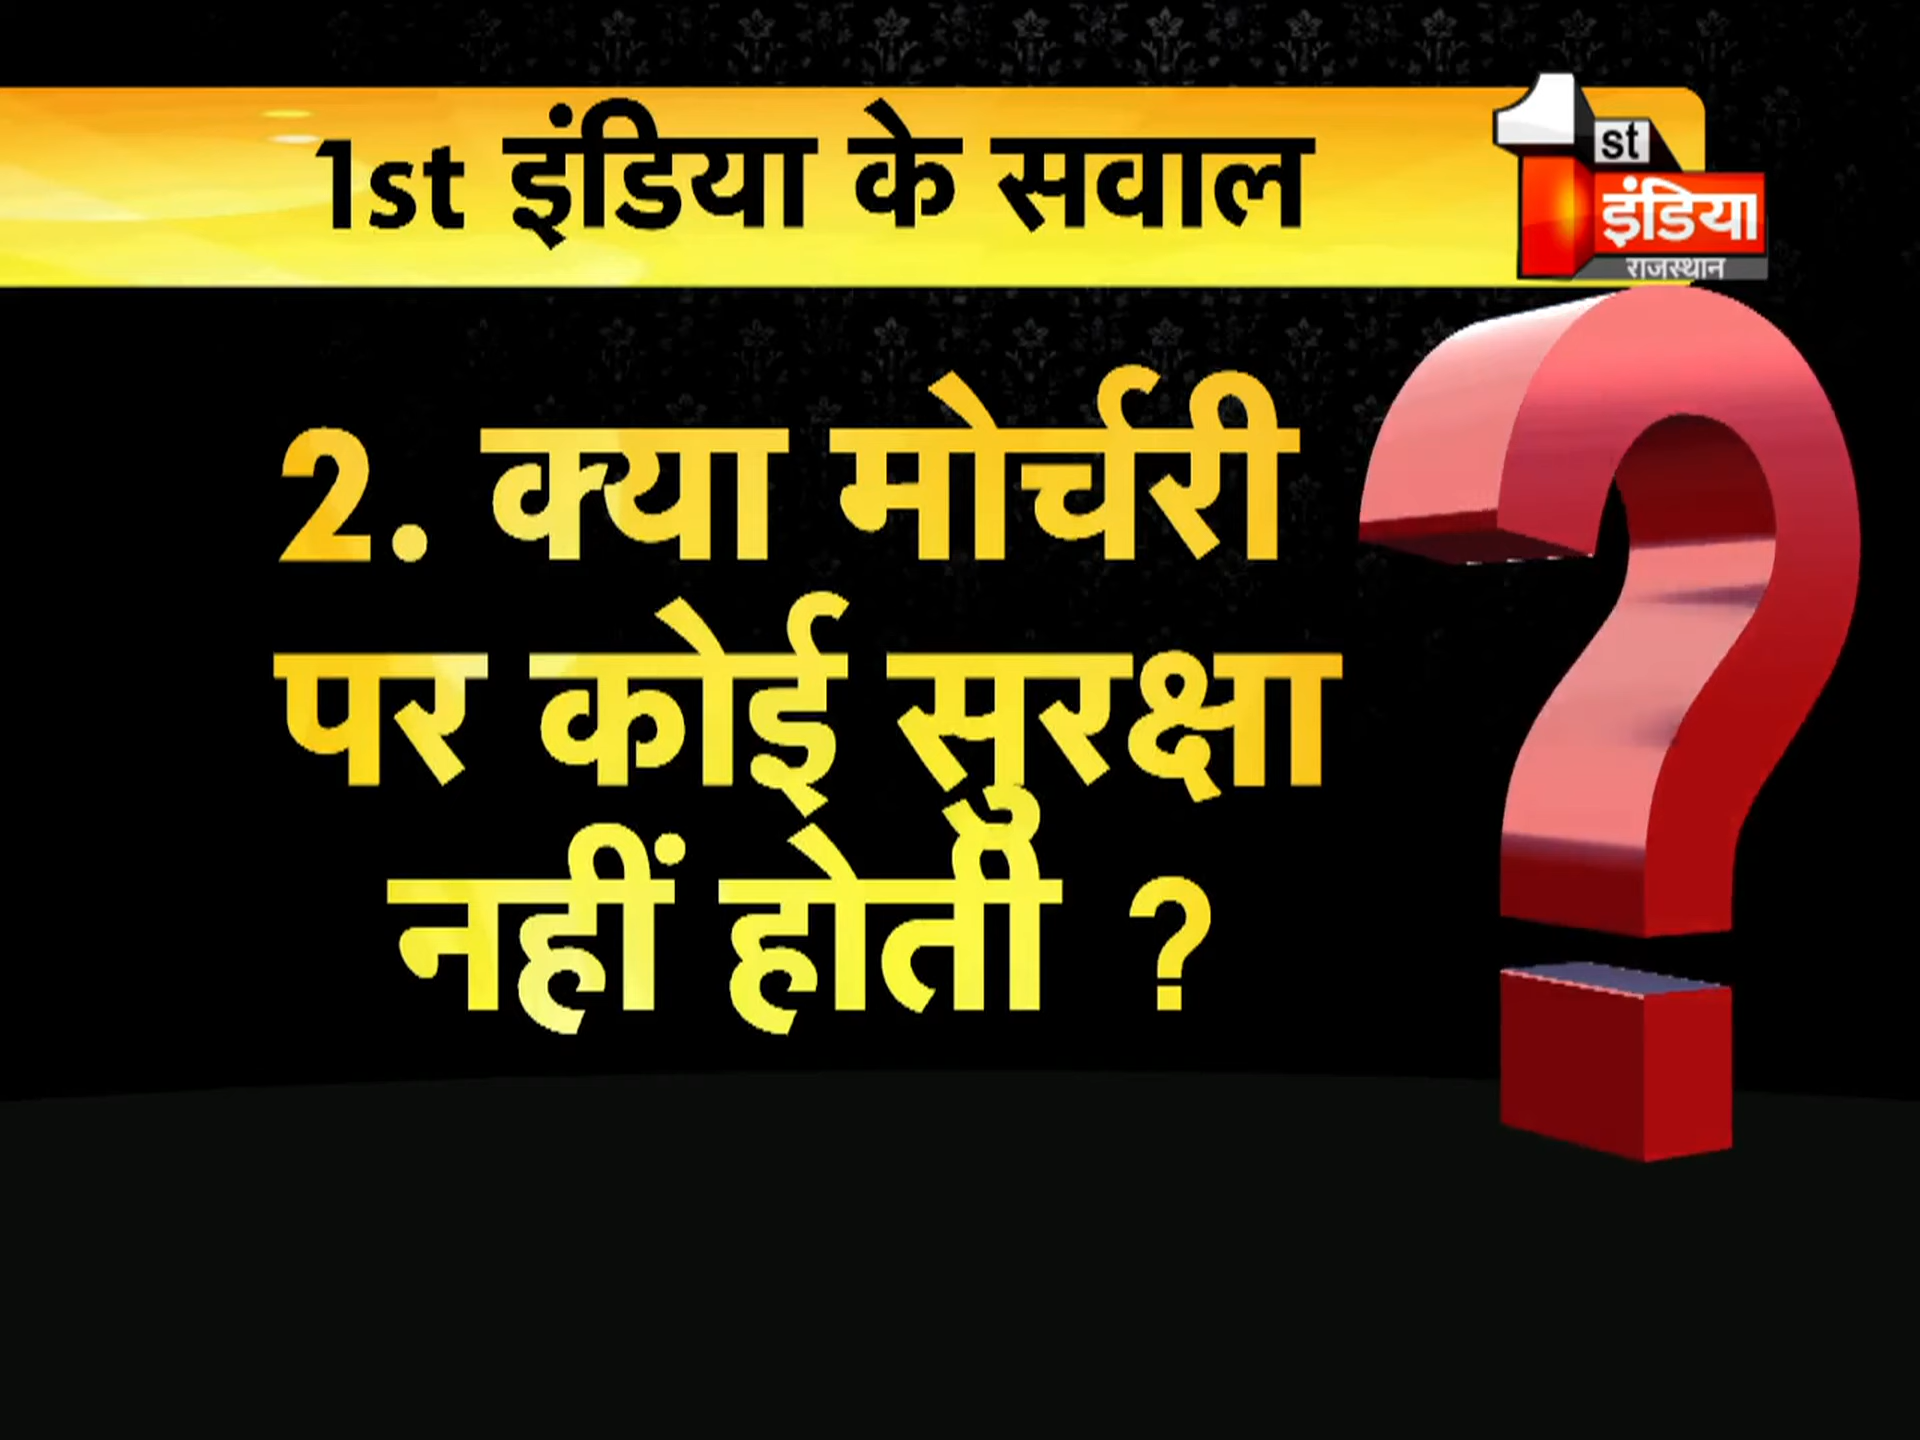 1st इंडिया के सवाल
1st
इंडिया
राजस्थान
2. क्या मोर्चरी
पर कोई सुरक्षा
नहीं होती ?
?